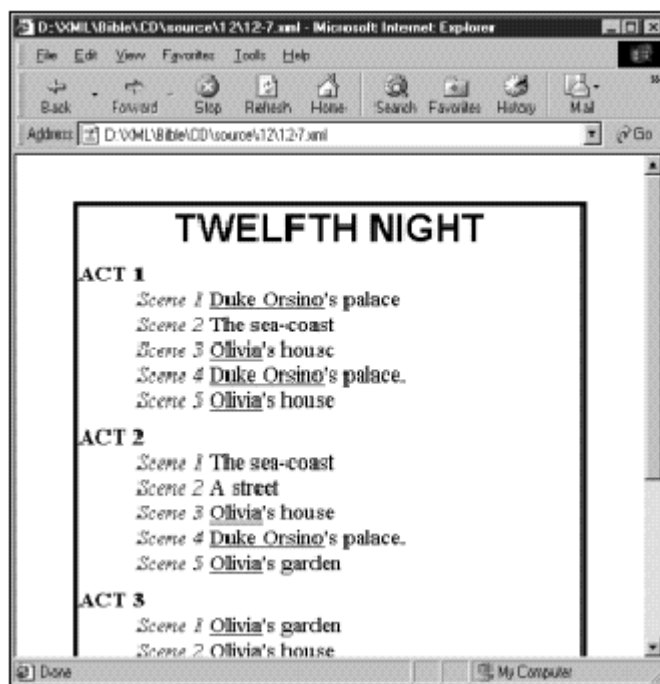 D:\XML\Bible\CD\source\12\12-7.xml - Microsoft Internet Explorer
File Edit View Favorites Tools Help
Back Forward Stop Refresh Home Search Favorites History Mail
Address D:\XML\Bible\CD\source\12\12-7.xml Go
TWELFTH NIGHT
ACT 1
Scene 1 Duke Orsino's palace
Scene 2 The sea-coast
Scene 3 Olivia's house
Scene 4 Duke Orsino's palace.
Scene 5 Olivia's house
ACT 2
Scene 1 The sea-coast
Scene 2 A street
Scene 3 Olivia's house
Scene 4 Duke Orsino's palace.
Scene 5 Olivia's garden
ACT 3
Scene 1 Olivia's garden
Scene 2 Olivia's house
Done My Computer